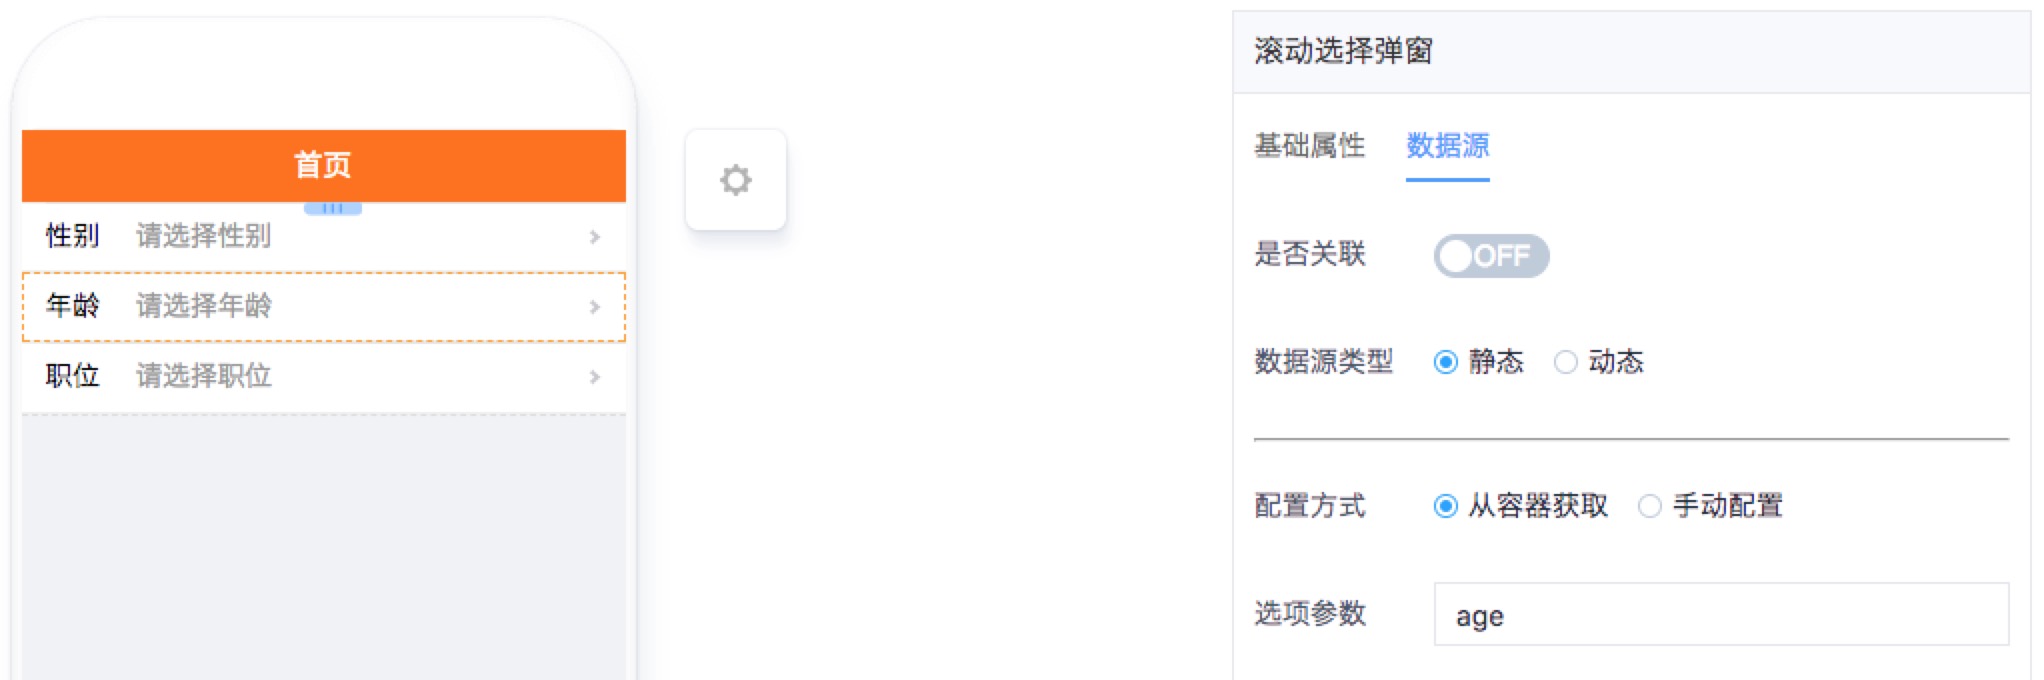 首页
性别 请选择性别
年龄 请选择年龄
职位 请选择职位
滚动选择弹窗
基础属性 数据源
是否关联 OFF
数据源类型 静态 动态
配置方式 从容器获取 手动配置
选项参数 age